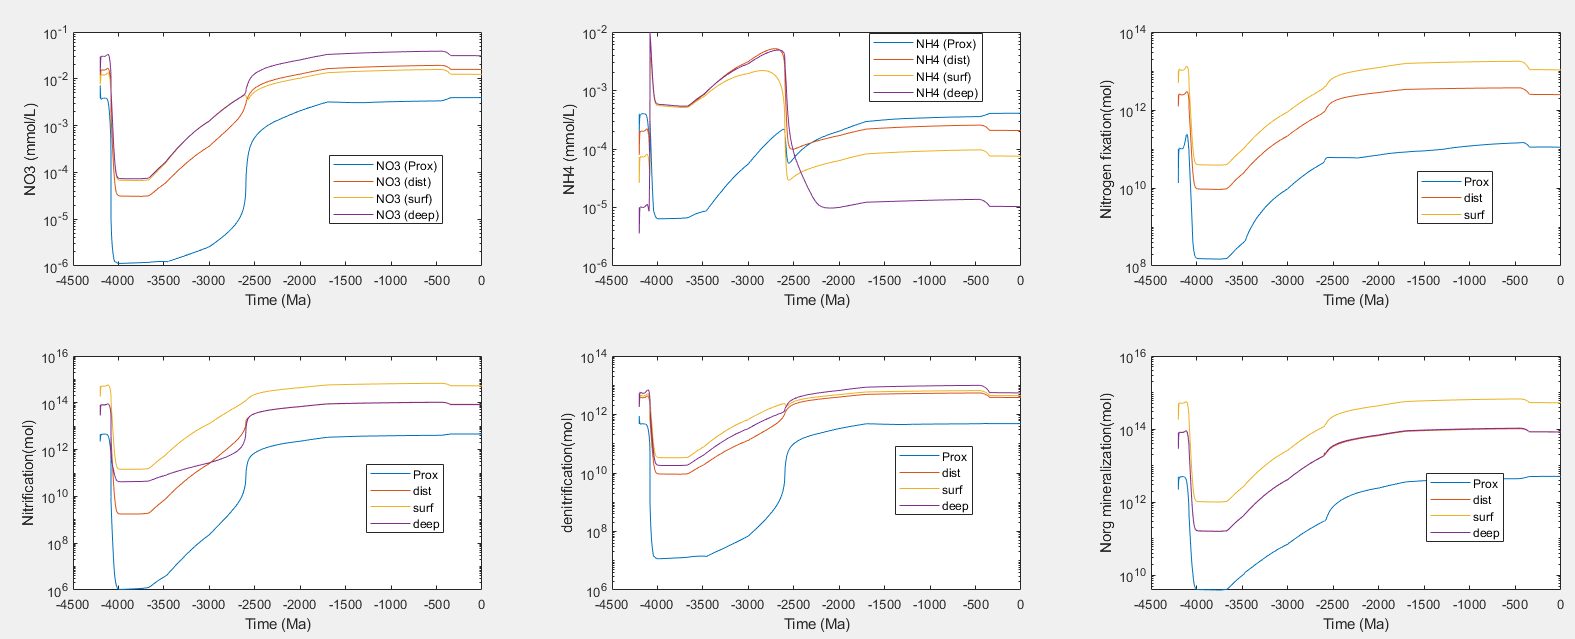 NO3 (mmol/L)
10^-1
10^-2
10^-3
10^-4
10^-5
10^-6
NO3 (Prox)
NO3 (dist)
NO3 (surf)
NO3 (deep)
-4500 -4000 -3500 -3000 -2500 -2000 -1500 -1000 -500 0
Time (Ma)
NH4 (mmol/L)
10^-2
10^-3
10^-4
10^-5
10^-6
NH4 (Prox)
NH4 (dist)
NH4 (surf)
NH4 (deep)
-4500 -4000 -3500 -3000 -2500 -2000 -1500 -1000 -500 0
Time (Ma)
Nitrogen fixation(mol)
10^14
10^12
10^10
10^8
Prox
dist
surf
-4500 -4000 -3500 -3000 -2500 -2000 -1500 -1000 -500 0
Time (Ma)
Nitrification(mol)
10^16
10^14
10^12
10^10
10^8
10^6
Prox
dist
surf
deep
-4500 -4000 -3500 -3000 -2500 -2000 -1500 -1000 -500 0
Time (Ma)
denitrification(mol)
10^14
10^12
10^10
10^8
10^6
Prox
dist
surf
deep
-4500 -4000 -3500 -3000 -2500 -2000 -1500 -1000 -500 0
Time (Ma)
Norg mineralization(mol)
10^16
10^14
10^12
10^10
Prox
dist
surf
deep
-4500 -4000 -3500 -3000 -2500 -2000 -1500 -1000 -500 0
Time (Ma)